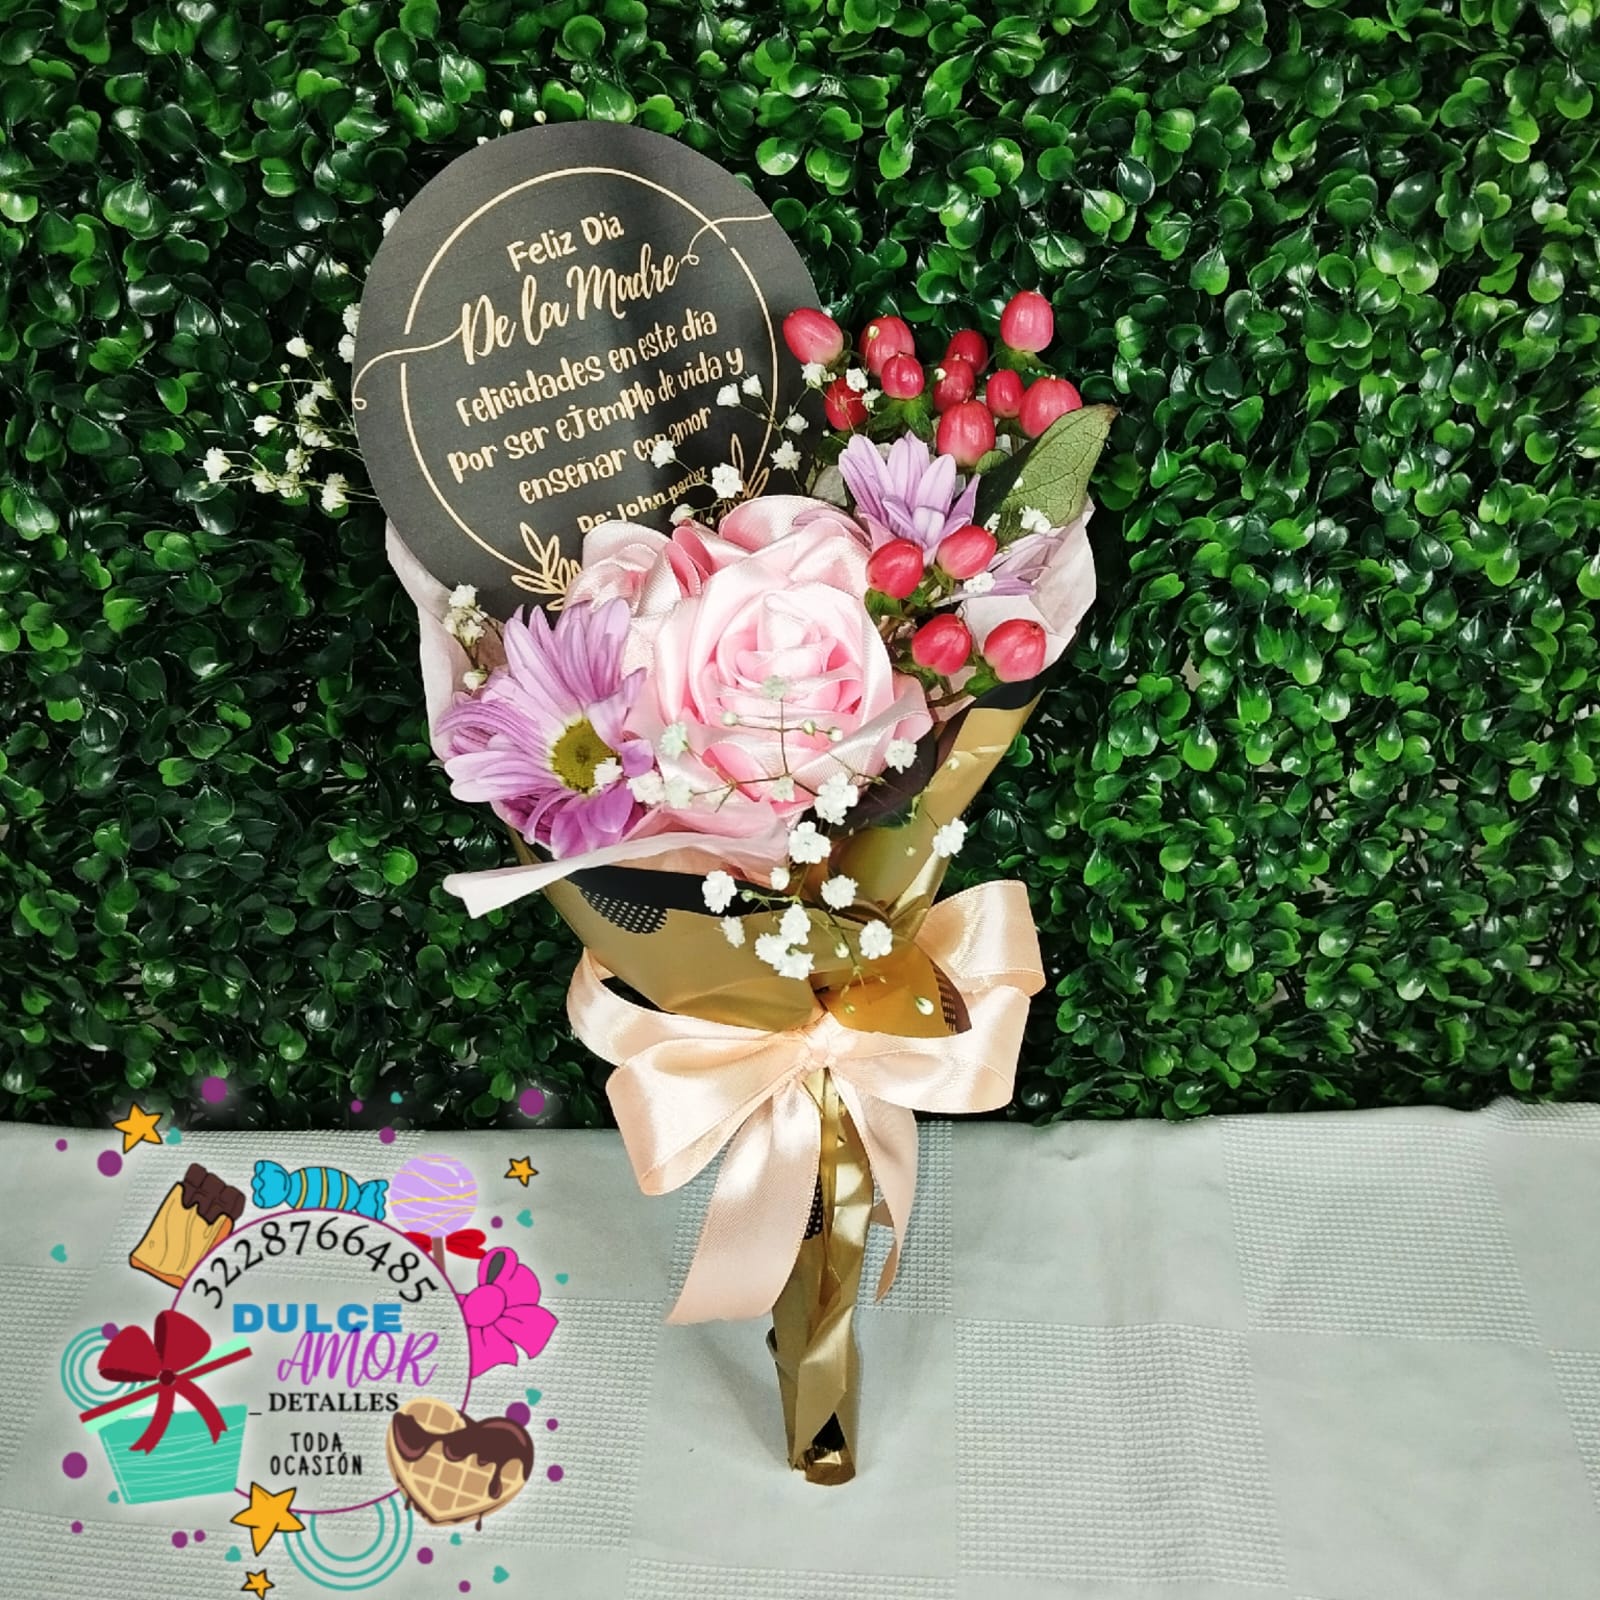 Feliz Dia
De la Madre
Felicidades en este día
por ser ejemplo de vida y
enseñar con amor
De: John
3228766485
DULCE
AMOR
DETALLES
TODA
OCASIÓN